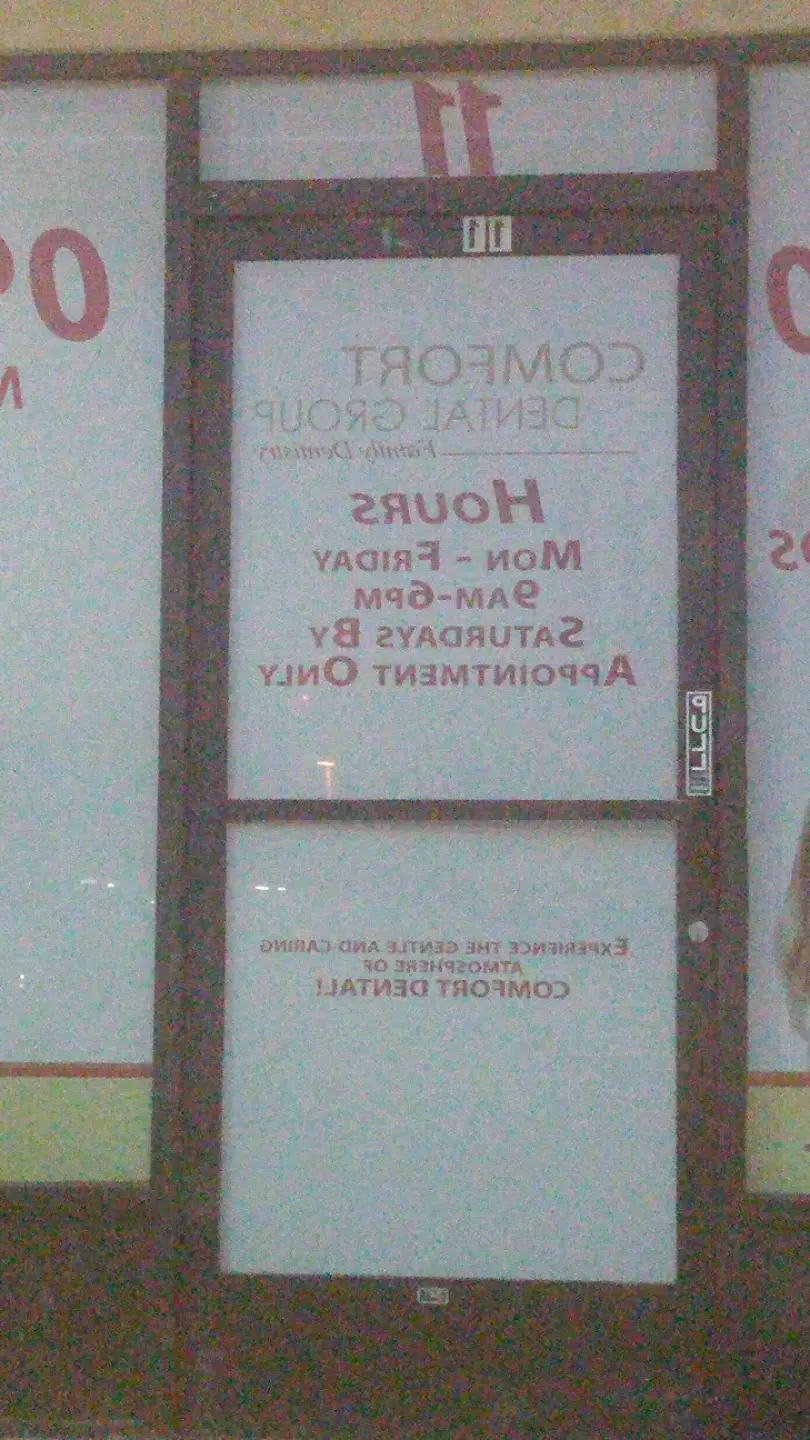 11
11
COMFORT
DENTAL GROUP
Family Dentistry
HOURS
MON - FRIDAY
9AM-6PM
SATURDAYS BY
APPOINTMENT ONLY
PULL
EXPERIENCE THE GENTLE AND CARING
ATMOSPHERE OF
COMFORT DENTAL!